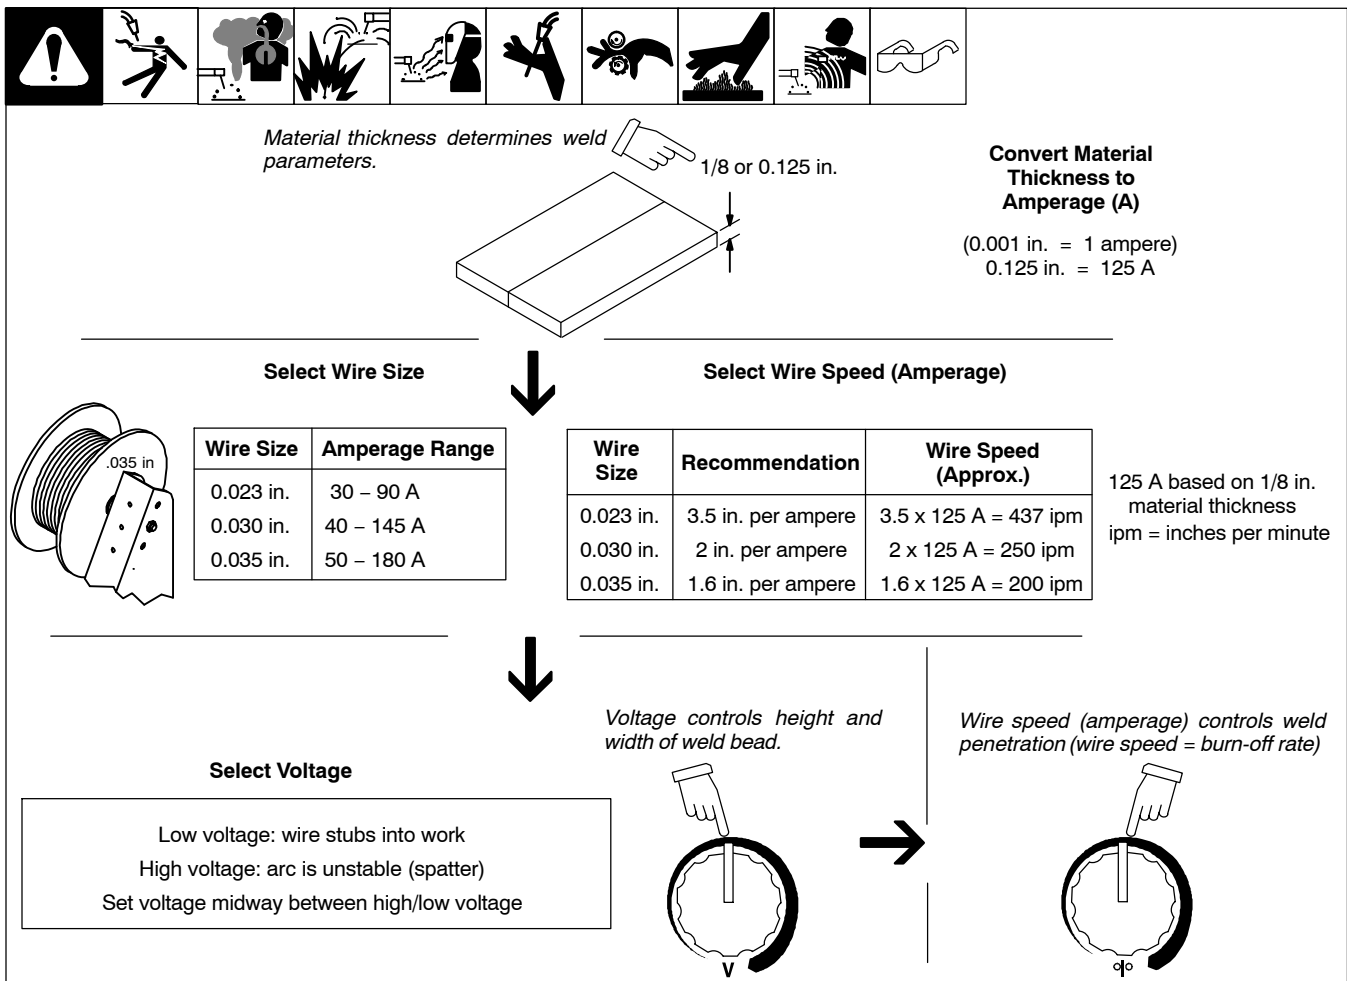 Material thickness determines weld
parameters.
1/8 or 0.125 in.
Convert Material
Thickness to
Amperage (A)
(0.001 in. = 1 ampere)
0.125 in. = 125 A
Select Wire Size
.035 in
Wire Size Amperage Range
0.023 in. 30 – 90 A
0.030 in. 40 – 145 A
0.035 in. 50 – 180 A
Select Wire Speed (Amperage)
Wire
Size
Recommendation
Wire Speed
(Approx.)
0.023 in. 3.5 in. per ampere 3.5 x 125 A = 437 ipm
0.030 in. 2 in. per ampere 2 x 125 A = 250 ipm
0.035 in. 1.6 in. per ampere 1.6 x 125 A = 200 ipm
125 A based on 1/8 in.
material thickness
ipm = inches per minute
Select Voltage
Low voltage: wire stubs into work
High voltage: arc is unstable (spatter)
Set voltage midway between high/low voltage
Voltage controls height and
width of weld bead.
V
Wire speed (amperage) controls weld
penetration (wire speed = burn-off rate)